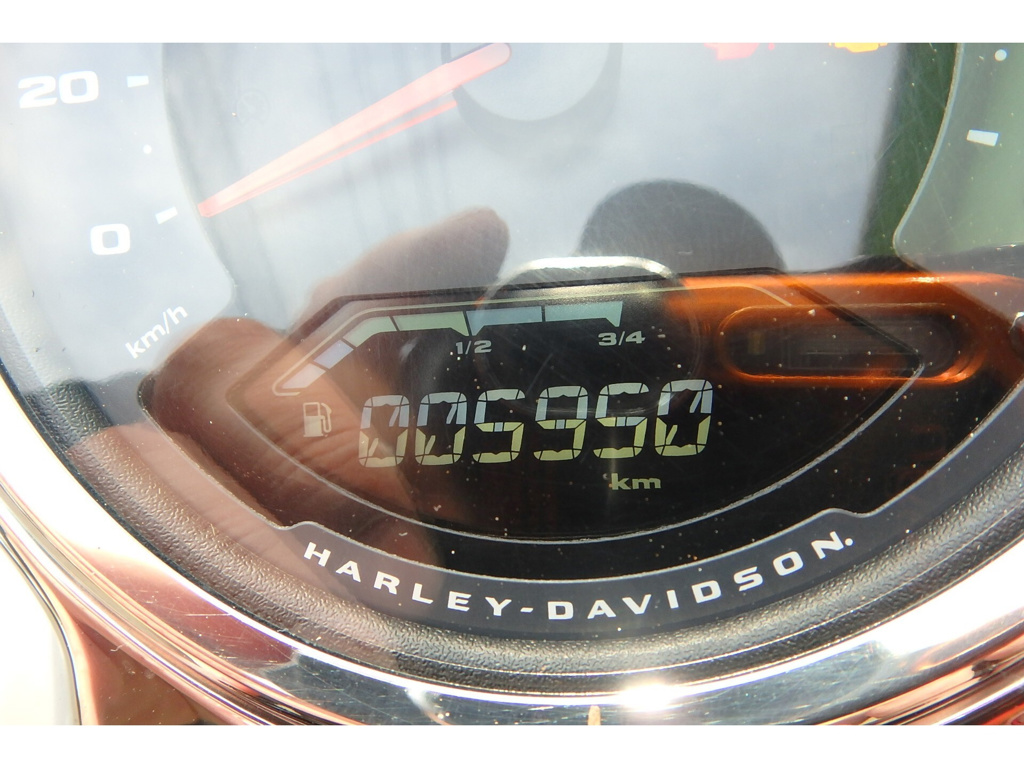 20
0
km/h
1/2 3/4
005950
km
HARLEY-DAVIDSON.